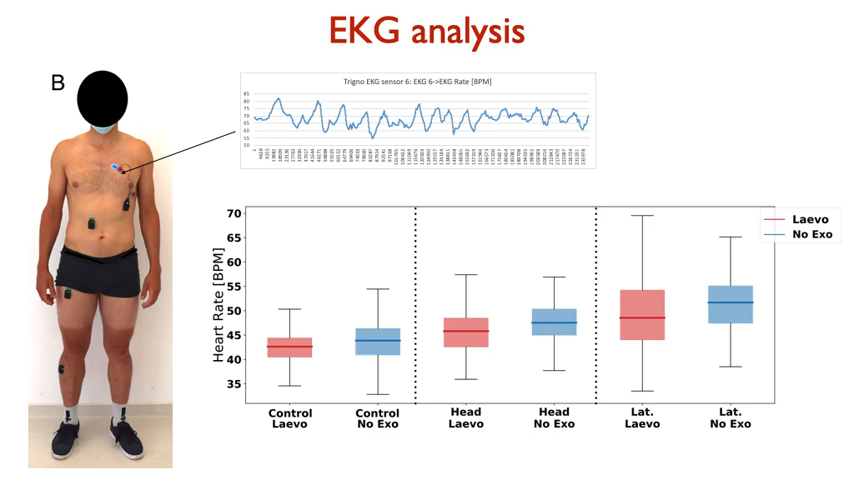 EKG analysis
B
Trigno EKG sensor 6: EKG 6->EKG Rate [BPM]
85
80
75
70
65
60
55
50
70
65
60
55
50
45
40
35
Heart Rate [BPM]
Laevo
No Exo
Control
Laevo
Control
No Exo
Head
Laevo
Head
No Exo
Lat.
Laevo
Lat.
No Exo